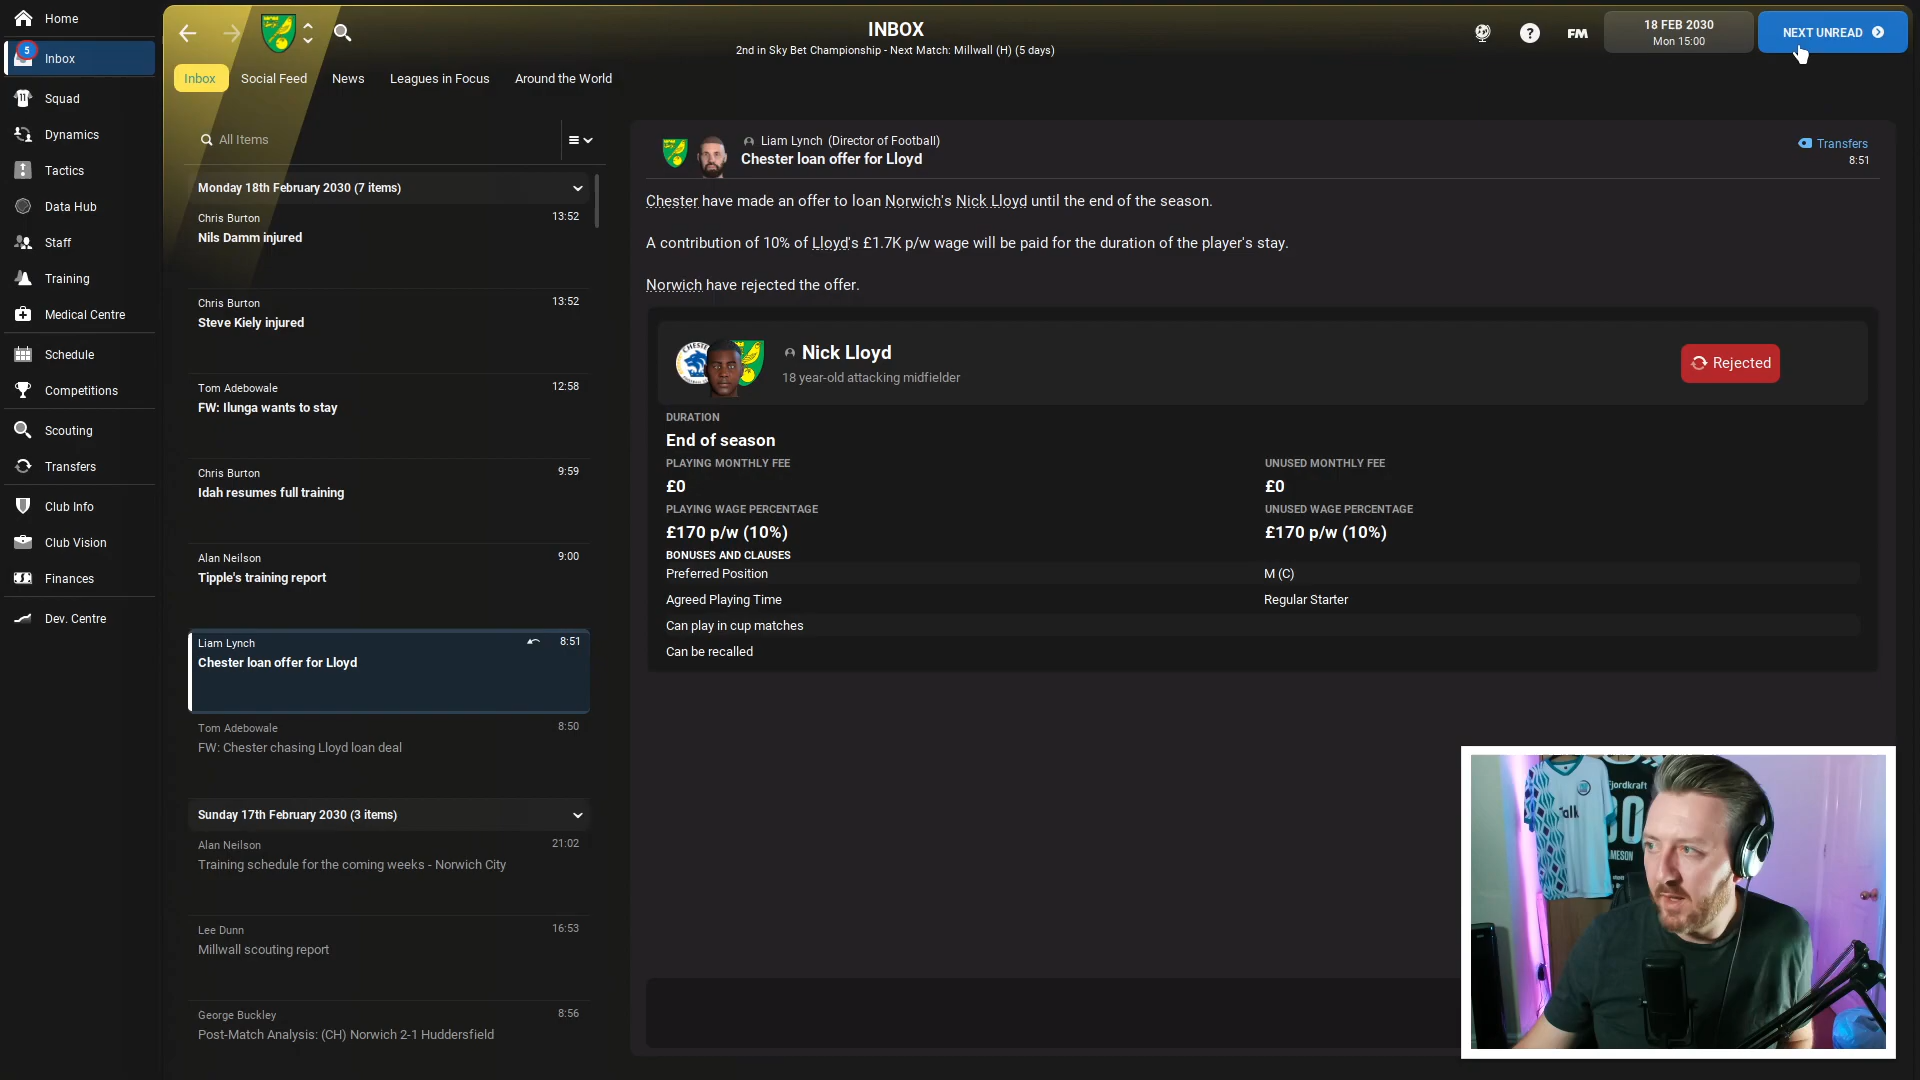 Home
5
Inbox
Squad
Dynamics
Tactics
Data Hub
Staff
Training
Medical Centre
Schedule
Competitions
Scouting
Transfers
Club Info
Club Vision
Finances
Dev. Centre
INBOX
2nd in Sky Bet Championship - Next Match: Millwall (H) (5 days)
FM
18 FEB 2030
Mon 15:00
NEXT UNREAD
Inbox
Social Feed
News
Leagues in Focus
Around the World
All Items
Monday 18th February 2030 (7 items)
Chris Burton 13:52
Nils Damm injured
Chris Burton 13:52
Steve Kiely injured
Tom Adebowale 12:58
FW: Ilunga wants to stay
Chris Burton 9:59
Idah resumes full training
Alan Neilson 9:00
Tipple's training report
Liam Lynch 8:51
Chester loan offer for Lloyd
Tom Adebowale 8:50
FW: Chester chasing Lloyd loan deal
Sunday 17th February 2030 (3 items)
Alan Neilson 21:02
Training schedule for the coming weeks - Norwich City
Lee Dunn 16:53
Millwall scouting report
George Buckley 8:56
Post-Match Analysis: (CH) Norwich 2-1 Huddersfield
Liam Lynch (Director of Football)
Chester loan offer for Lloyd
Transfers
8:51
Chester have made an offer to loan Norwich's Nick Lloyd until the end of the season.
A contribution of 10% of Lloyd's £1.7K p/w wage will be paid for the duration of the player's stay.
Norwich have rejected the offer.
Nick Lloyd
18 year-old attacking midfielder
Rejected
DURATION
End of season
PLAYING MONTHLY FEE UNUSED MONTHLY FEE
£0 £0
PLAYING WAGE PERCENTAGE UNUSED WAGE PERCENTAGE
£170 p/w (10%) £170 p/w (10%)
BONUSES AND CLAUSES
Preferred Position M (C)
Agreed Playing Time Regular Starter
Can play in cup matches
Can be recalled